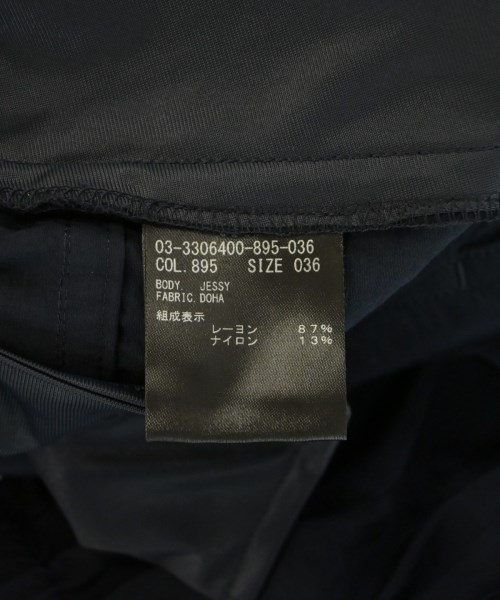 03-3306400-895-036
COL.895 SIZE 036
BODY. JESSY
FABRIC.DOHA
組成表示
レーヨン 87%
ナイロン 13%